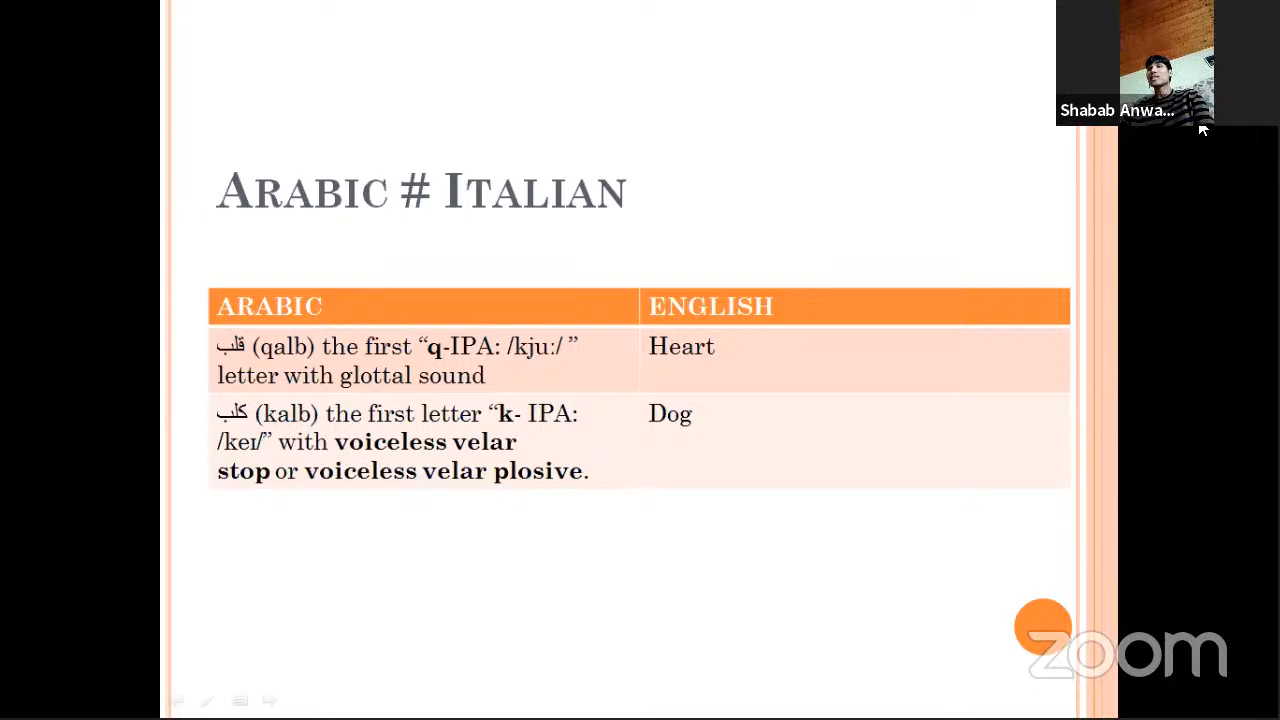 Shabab Anwa...
ARABIC # ITALIAN
ARABIC
ENGLISH
قلب (qalb) the first “q-IPA: /kjuː/ ”
letter with glottal sound
Heart
كلب (kalb) the first letter “k- IPA:
/keɪ/” with voiceless velar
stop or voiceless velar plosive.
Dog
zoom